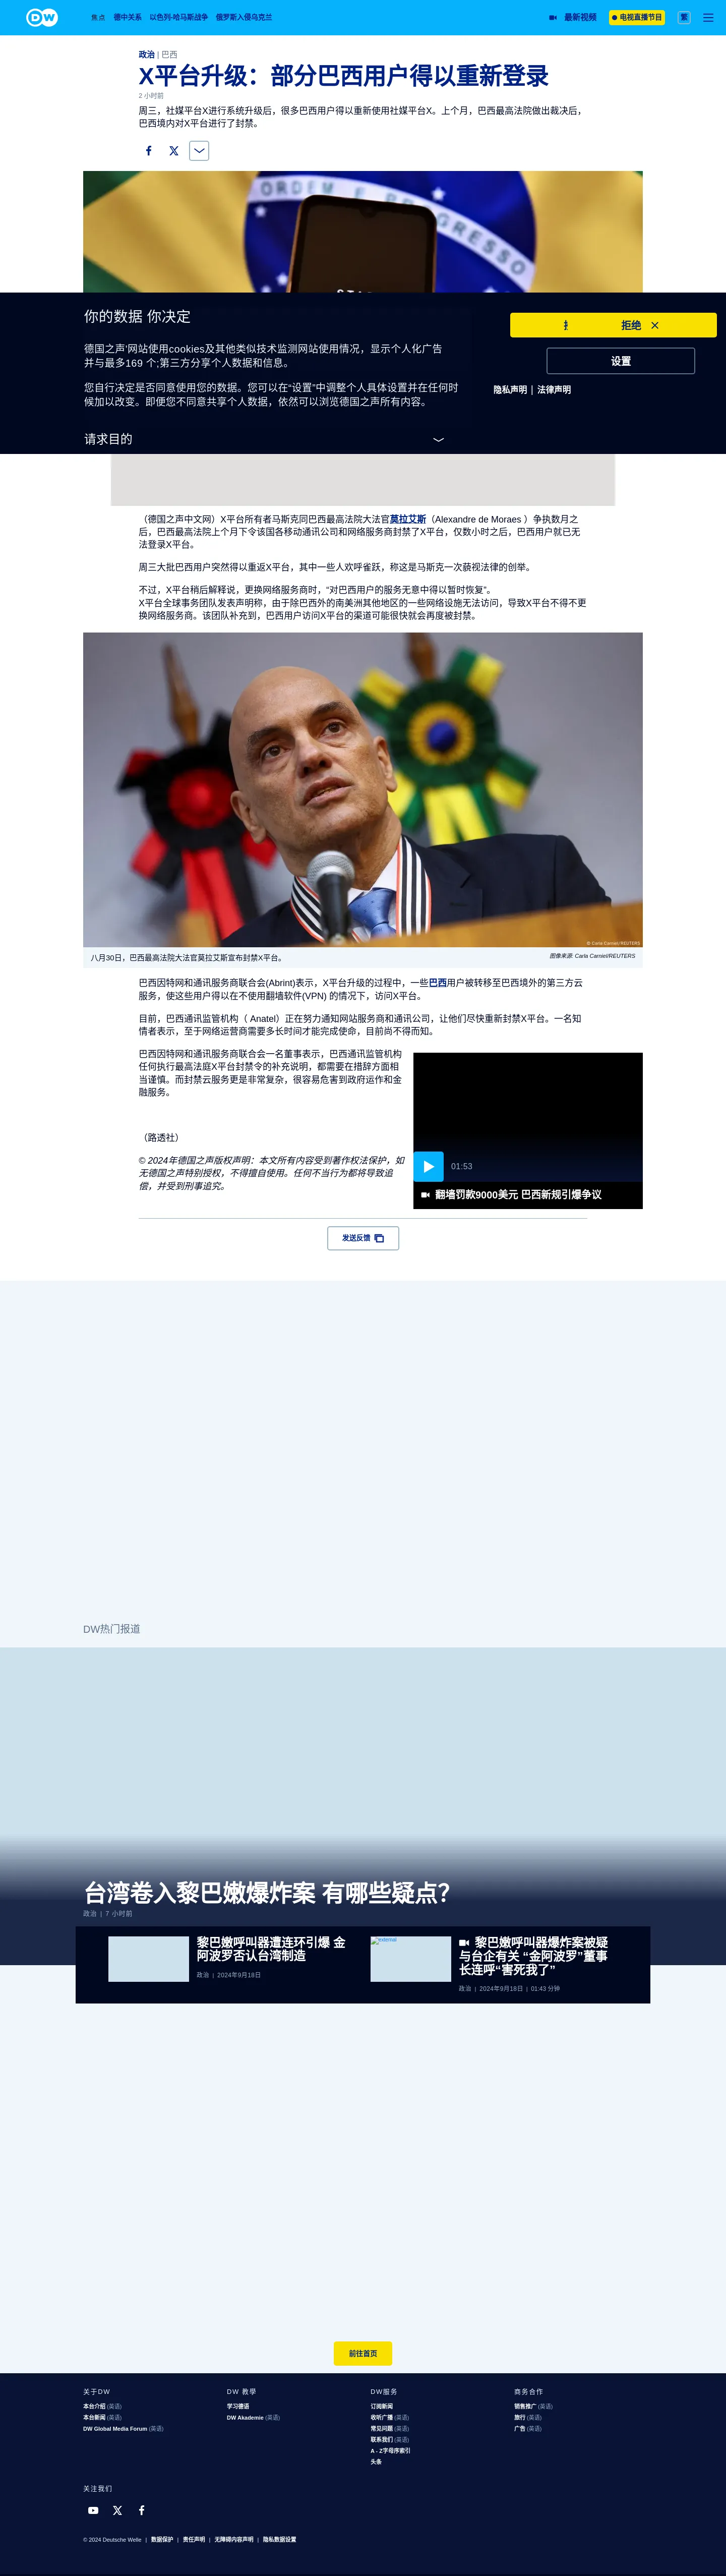 DW
焦点 德中关系 以色列-哈马斯战争 俄罗斯入侵乌克兰 最新视频 电视直播节目 繁
政治 | 巴西
X平台升级：部分巴西用户得以重新登录
2 小时前
周三，社媒平台X进行系统升级后，很多巴西用户得以重新使用社媒平台X。上个月，巴西最高法院做出裁决后，
巴西境内对X平台进行了封禁。
ORDEM E PROGRESSO
你的数据 你决定
德国之声'网站使用cookies及其他类似技术监测网站使用情况，显示个人化广告
并与最多169 个;第三方分享个人数据和信息。
您自行决定是否同意使用您的数据。您可以在“设置”中调整个人具体设置并在任何时
候加以改变。即便您不同意共享个人数据，依然可以浏览德国之声所有内容。
请求目的
拒绝
设置
隐私声明 | 法律声明
（德国之声中文网）X平台所有者马斯克同巴西最高法院大法官莫拉艾斯（Alexandre de Moraes ）争执数月之
后，巴西最高法院上个月下令该国各移动通讯公司和网络服务商封禁了X平台，仅数小时之后，巴西用户就已无
法登录X平台。
周三大批巴西用户突然得以重返X平台，其中一些人欢呼雀跃，称这是马斯克一次藐视法律的创举。
不过，X平台稍后解释说，更换网络服务商时，“对巴西用户的服务无意中得以暂时恢复”。
X平台全球事务团队发表声明称，由于除巴西外的南美洲其他地区的一些网络设施无法访问，导致X平台不得不更
换网络服务商。该团队补充到，巴西用户访问X平台的渠道可能很快就会再度被封禁。
© Carla Carniel/REUTERS
八月30日，巴西最高法院大法官莫拉艾斯宣布封禁X平台。
图像来源: Carla Carniel/REUTERS
巴西因特网和通讯服务商联合会(Abrint)表示，X平台升级的过程中，一些巴西用户被转移至巴西境外的第三方云
服务，使这些用户得以在不使用翻墙软件(VPN) 的情况下，访问X平台。
目前，巴西通讯监管机构（ Anatel）正在努力通知网站服务商和通讯公司，让他们尽快重新封禁X平台。一名知
情者表示，至于网络运营商需要多长时间才能完成使命，目前尚不得而知。
巴西因特网和通讯服务商联合会一名董事表示，巴西通讯监管机构
任何执行最高法庭X平台封禁令的补充说明，都需要在措辞方面相
当谨慎。而封禁云服务更是非常复杂，很容易危害到政府运作和金
融服务。
01:53
翻墙罚款9000美元 巴西新规引爆争议
（路透社）
© 2024年德国之声版权声明：本文所有内容受到著作权法保护，如
无德国之声特别授权，不得擅自使用。任何不当行为都将导致追
偿，并受到刑事追究。
发送反馈
DW热门报道
台湾卷入黎巴嫩爆炸案 有哪些疑点？
政治 | 7 小时前
黎巴嫩呼叫器遭连环引爆 金
阿波罗否认台湾制造
政治 | 2024年9月18日
external
黎巴嫩呼叫器爆炸案被疑
与台企有关 “金阿波罗”董事
长连呼“害死我了”
政治 | 2024年9月18日 | 01:43 分钟
前往首页
关于DW
本台介绍 (英语)
本台新闻 (英语)
DW Global Media Forum (英语)
DW 教學
学习德语
DW Akademie (英语)
DW服务
订阅新闻
收听广播 (英语)
常见问题 (英语)
联系我们 (英语)
A - Z字母序索引
头条
商务合作
销售推广 (英语)
旅行 (英语)
广告 (英语)
关注我们
© 2024 Deutsche Welle | 数据保护 | 责任声明 | 无障碍内容声明 | 隐私数据设置